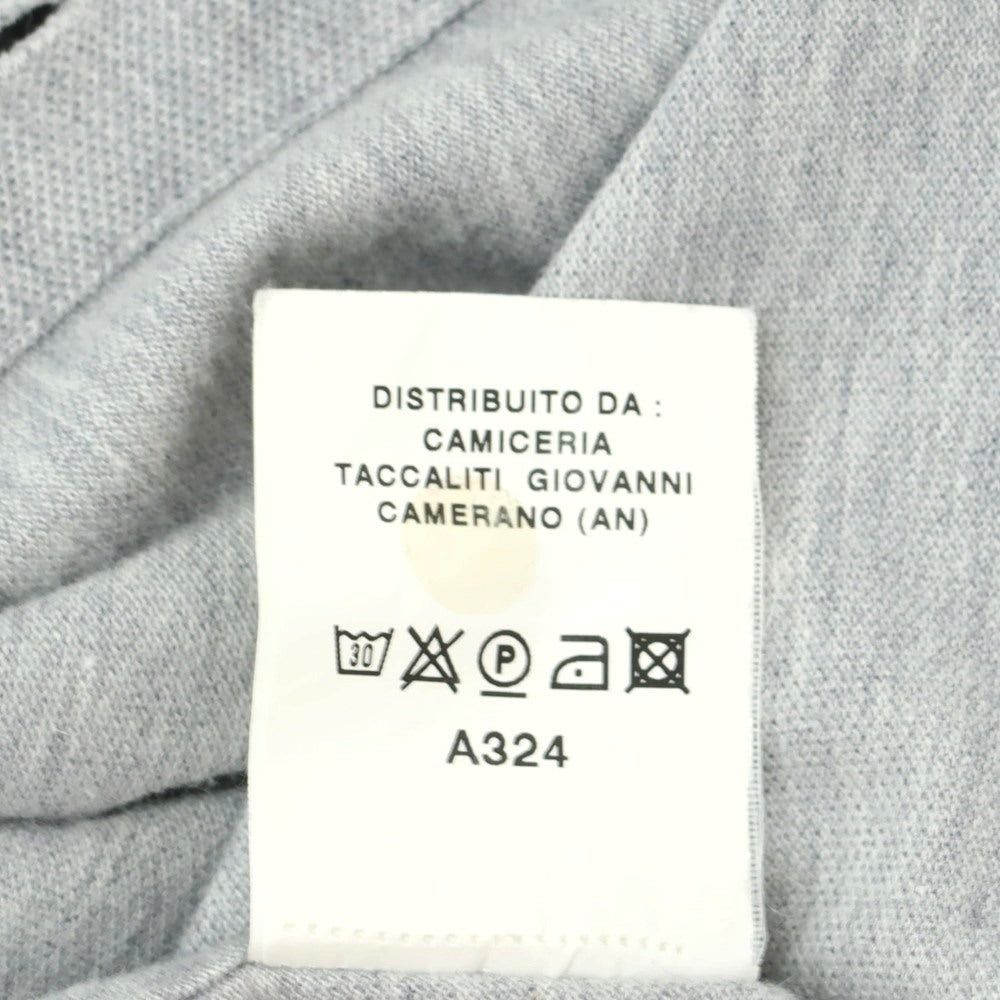 DISTRIBUITO DA :
CAMICERIA
TACCALITI GIOVANNI
CAMERANO (AN)
30 P
A324